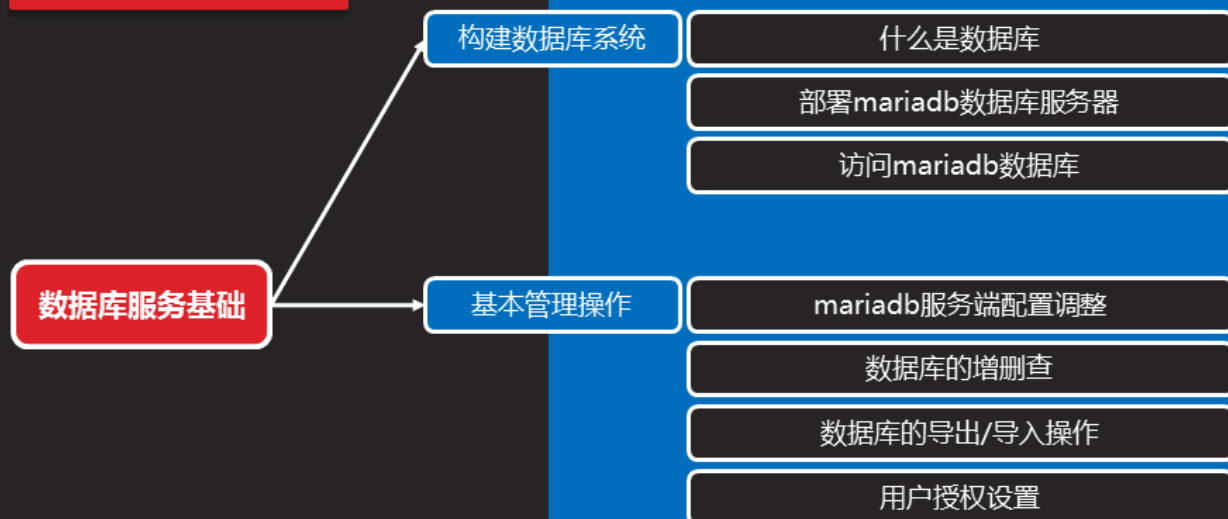 构建数据库系统
什么是数据库
部署mariadb数据库服务器
访问mariadb数据库
数据库服务基础
基本管理操作
mariadb服务端配置调整
数据库的增删查
数据库的导出/导入操作
用户授权设置